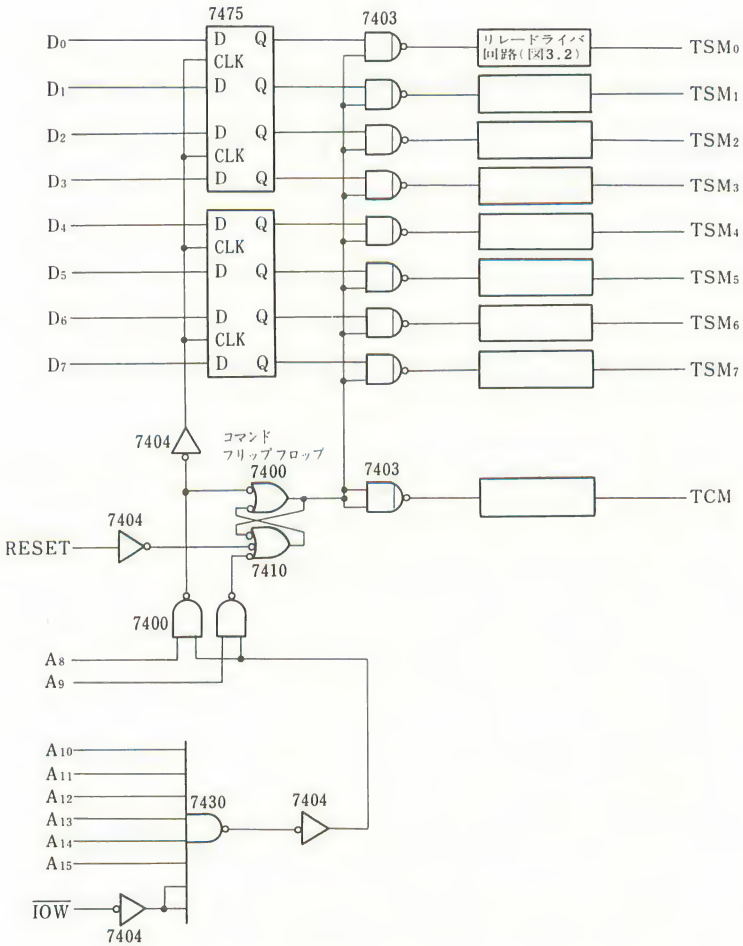 7475
7403
D0 D Q リレードライバ TSM0
CLK 回路(図3.2)
D1 D Q TSM1
D2 D Q TSM2
CLK
D3 D Q TSM3
D4 D Q TSM4
CLK
D5 D Q TSM5
D6 D Q TSM6
CLK
D7 D Q TSM7
7404
コマンド
フリップフロップ
7400
7403
TCM
7404
RESET
7410
7400
A8
A9
A10
A11
A12
A13
A14
A15
7430
7404
IOW
7404